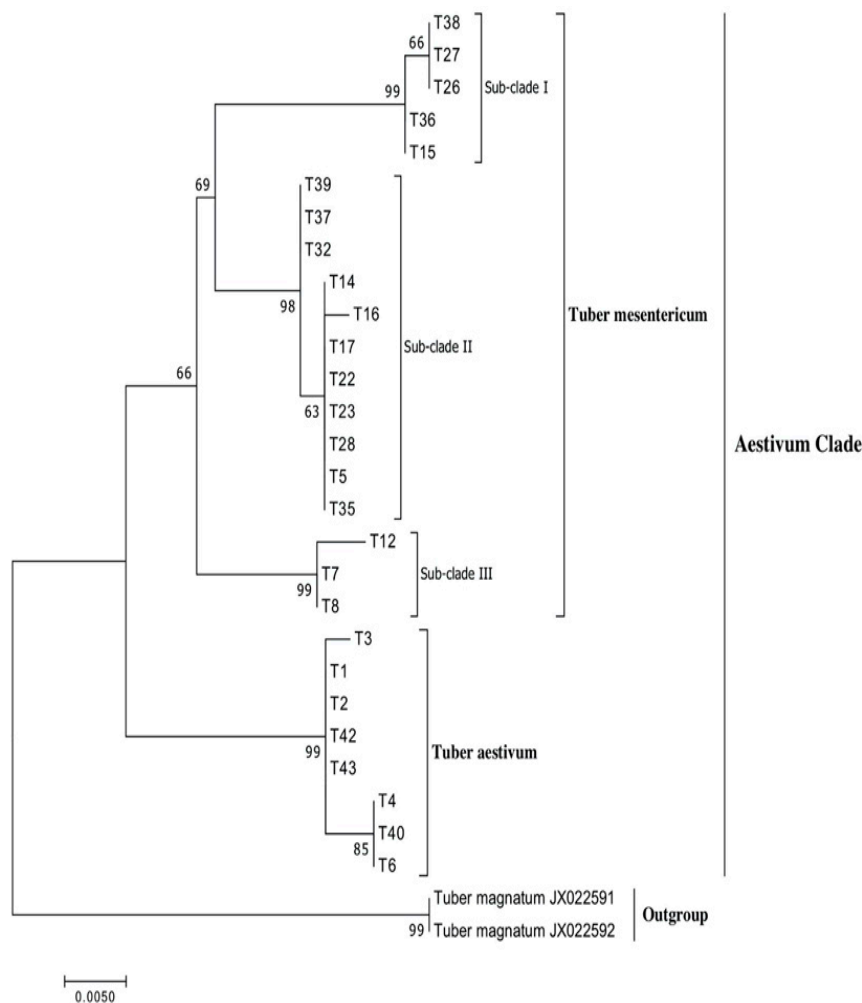 T38
66
T27
T26
Sub-clade I
99
T36
T15
T39
69
T37
T32
T14
98
T16
Tuber mesentericum
T17
Sub-clade II
66
T22
63
T23
T28
Aestivum Clade
T5
T35
T12
T7
Sub-clade III
99
T8
T3
T1
T2
T42
99
Tuber aestivum
T43
T4
T40
85
T6
Tuber magnatum JX022591
Outgroup
99
Tuber magnatum JX022592
0.0050